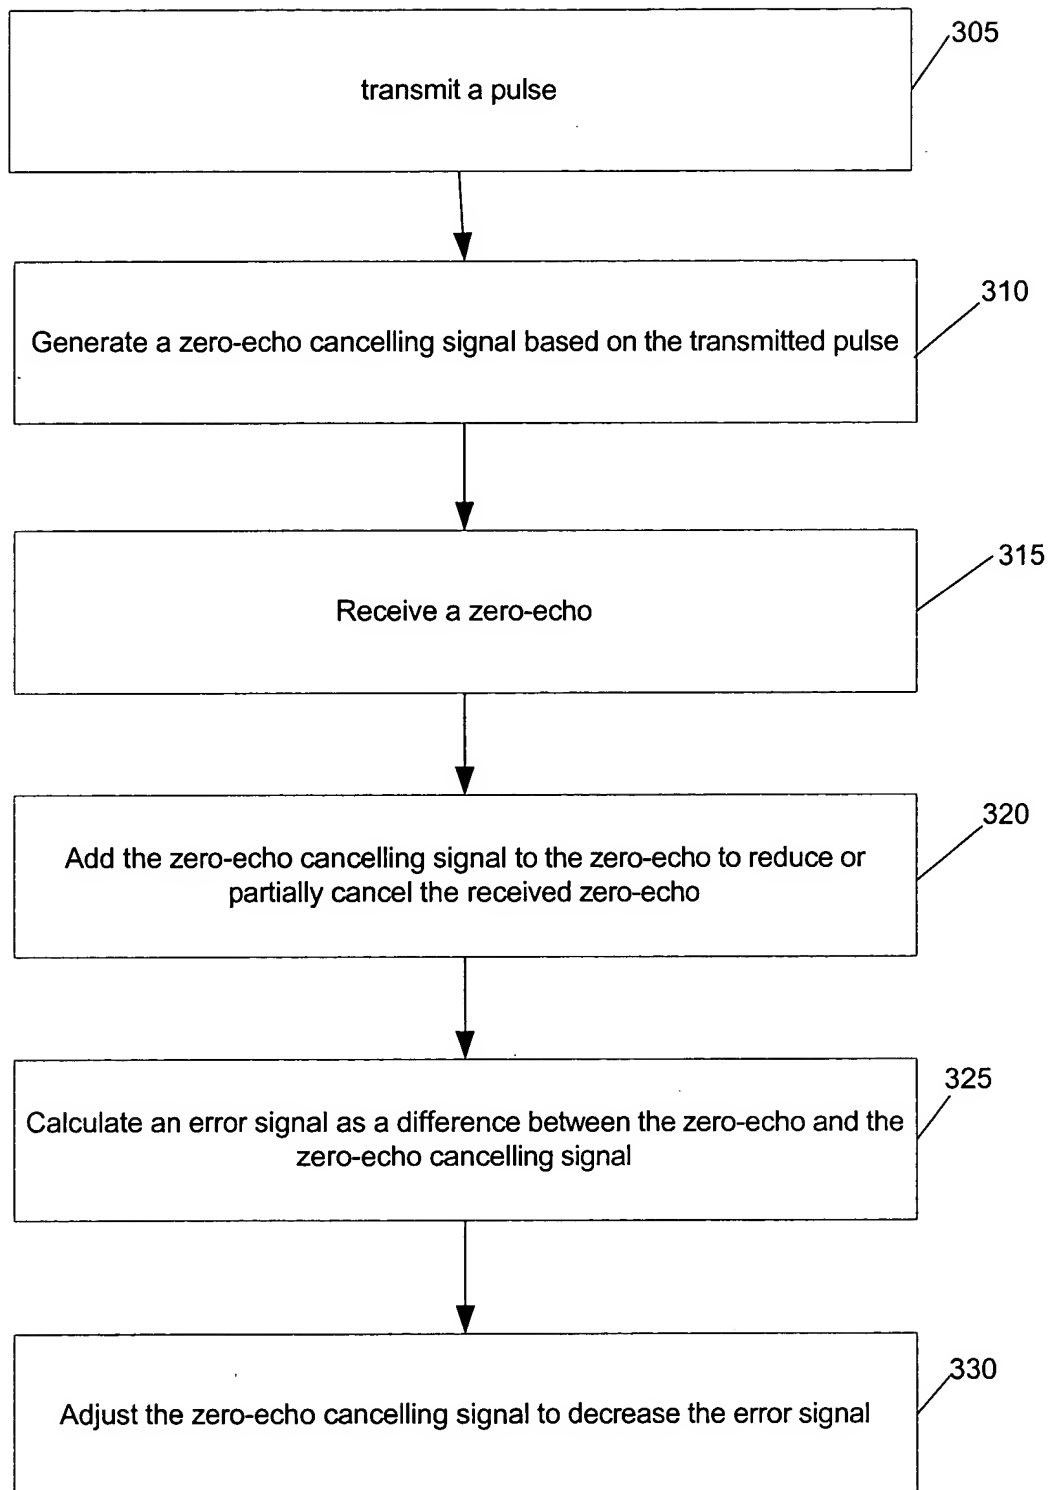 305
transmit a pulse
310
Generate a zero-echo cancelling signal based on the transmitted pulse
315
Receive a zero-echo
320
Add the zero-echo cancelling signal to the zero-echo to reduce or
partially cancel the received zero-echo
325
Calculate an error signal as a difference between the zero-echo and the
zero-echo cancelling signal
330
Adjust the zero-echo cancelling signal to decrease the error signal